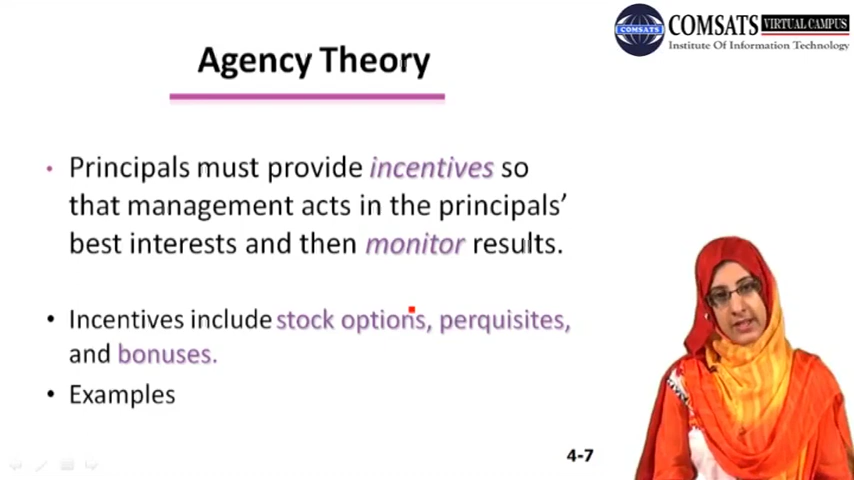 COMSATS VIRTUAL CAMPUS
Institute Of Information Technology
COMSATS
Agency Theory
• Principals must provide incentives so
that management acts in the principals’
best interests and then monitor results.
• Incentives include stock options, perquisites,
and bonuses.
• Examples
4-7